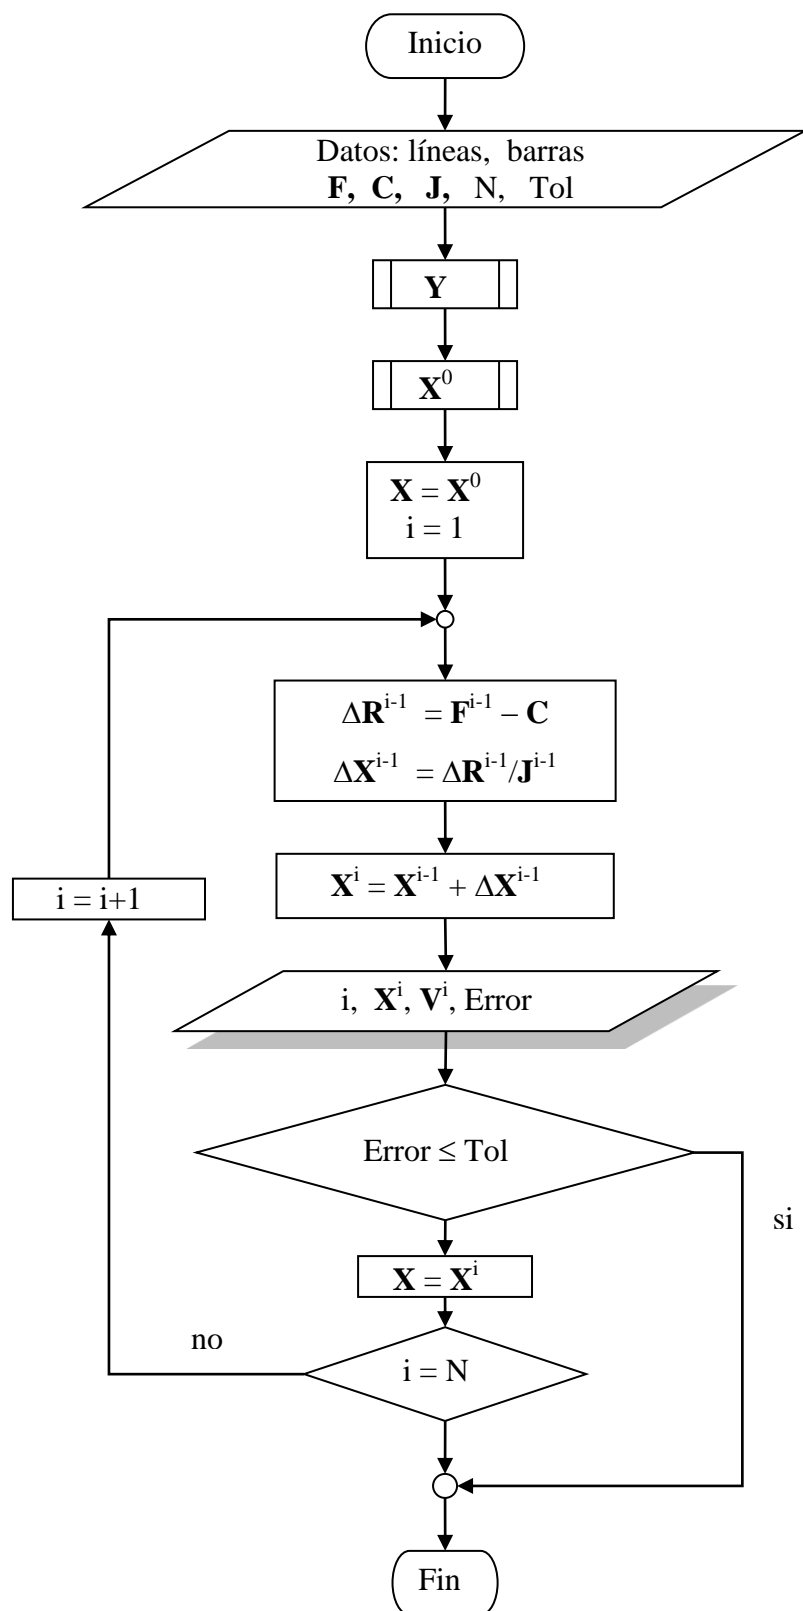 Inicio
Datos: líneas, barras
F, C, J, N, Tol
Y
X⁰
X = X⁰
i = 1
ΔRⁱ⁻¹ = Fⁱ⁻¹ – C
ΔXⁱ⁻¹ = ΔRⁱ⁻¹/Jⁱ⁻¹
i = i+1
Xⁱ = Xⁱ⁻¹ + ΔXⁱ⁻¹
i, Xⁱ, Vⁱ, Error
Error ≤ Tol
si
X = Xⁱ
no
i = N
Fin